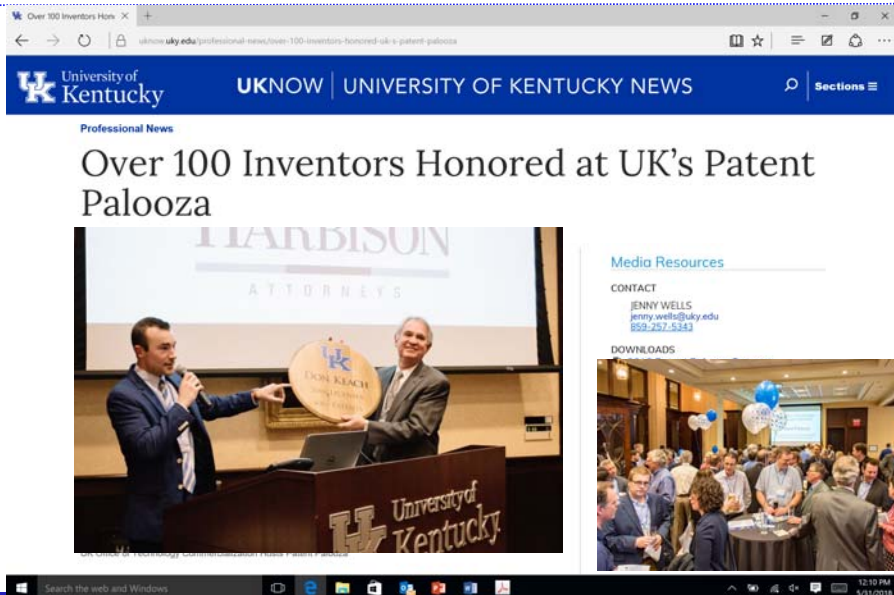 Over 100 Inventors Hon
uknow.uky.edu/professional-news/over-100-inventors-honored-uk-s-patent-palooza
University of
Kentucky
UKNOW | UNIVERSITY OF KENTUCKY NEWS
Sections
Professional News
Over 100 Inventors Honored at UK's Patent
Palooza
HARBISON
ATTORNEYS
UK
DON KEACH
University of
Kentucky
Media Resources
CONTACT
JENNY WELLS
jenny.wells@uky.edu
859-257-5343
DOWNLOADS
UK Office of Technology Commercialization Hosts Patent Palooza
Search the web and Windows
12:10 PM